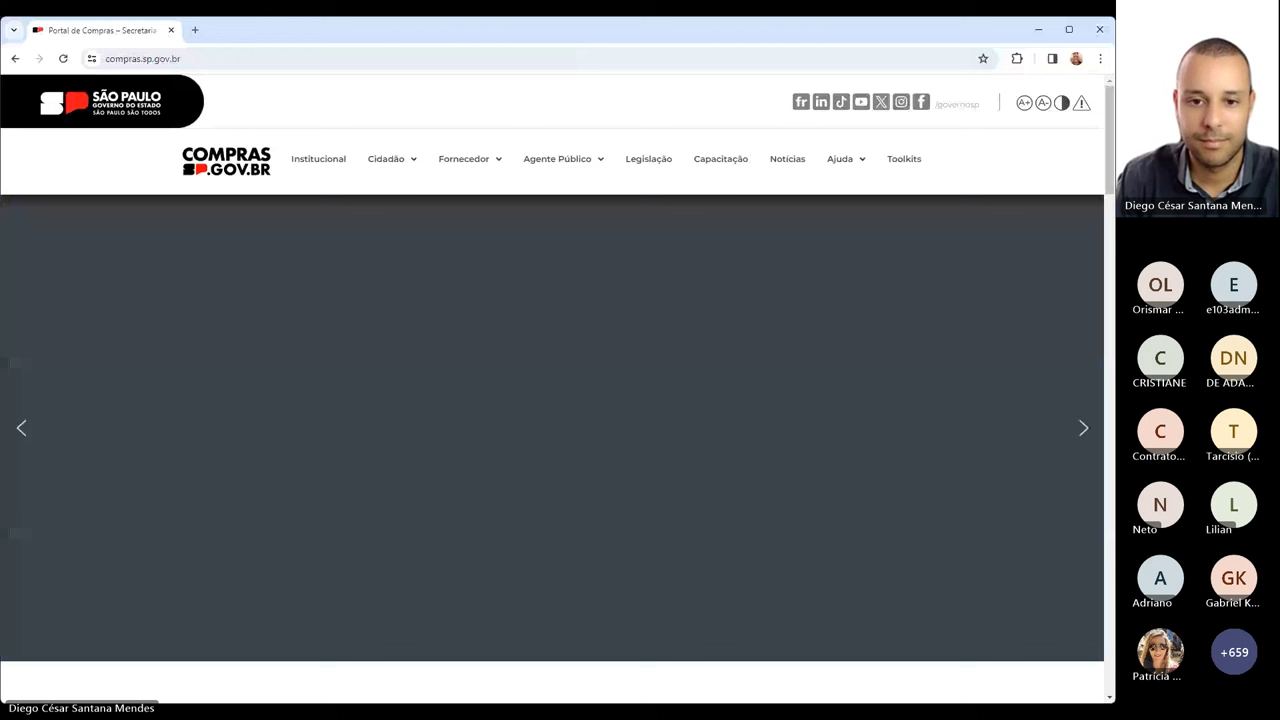 Portal de Compras – Secretaria
compras.sp.gov.br
SÃO PAULO
GOVERNO DO ESTADO
SÃO PAULO SÃO TODOS
/governosp
A+ A-
COMPRAS
SP.GOV.BR
Institucional Cidadão Fornecedor Agente Público Legislação Capacitação Notícias Ajuda Toolkits
Diego César Santana Men...
OL
Orismar ...
E
e103adm...
C
CRISTIANE
DN
DE ADA...
C
Contrato...
T
Tarcisio (...
N
Neto
L
Lilian
A
Adriano
GK
Gabriel K...
Patrícia ...
+659
Diego César Santana Mendes